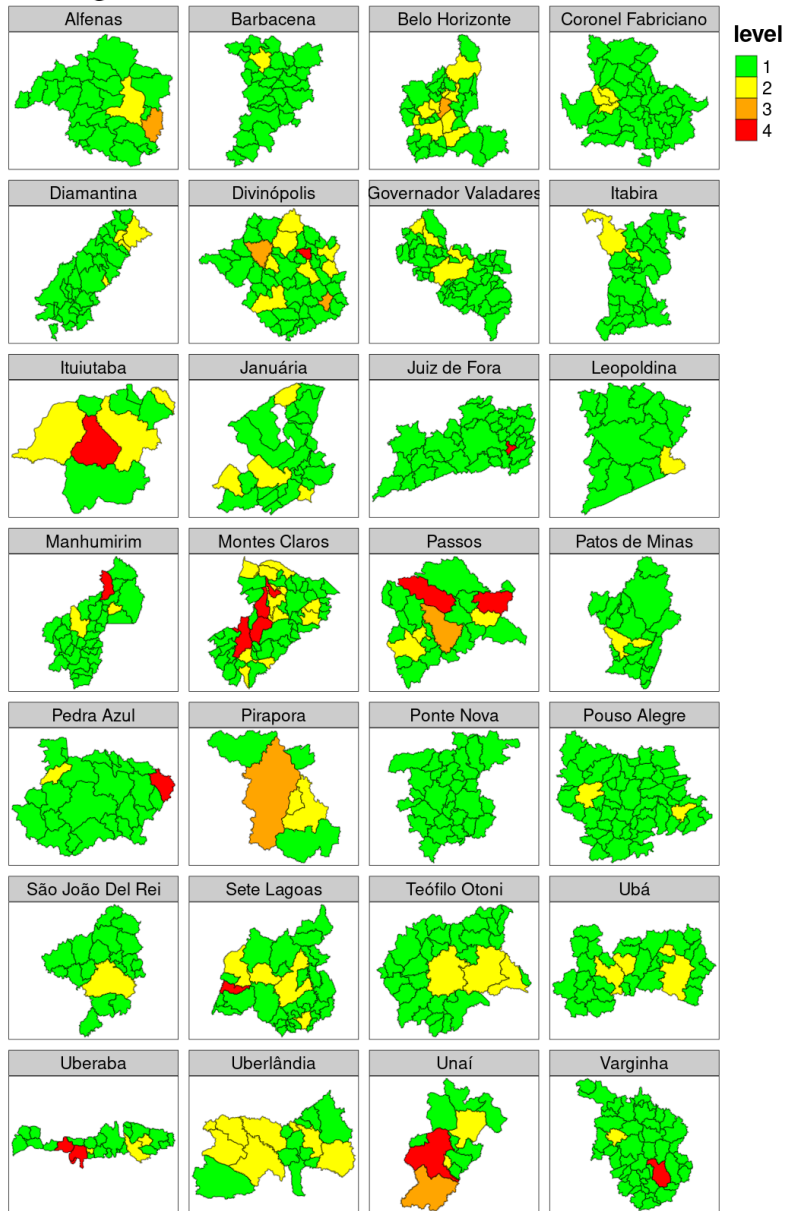 Alfenas
Barbacena
Belo Horizonte
Coronel Fabriciano
level
1
2
3
4
Diamantina
Divinópolis
Governador Valadares
Itabira
Ituiutaba
Januária
Juiz de Fora
Leopoldina
Manhumirim
Montes Claros
Passos
Patos de Minas
Pedra Azul
Pirapora
Ponte Nova
Pouso Alegre
São João Del Rei
Sete Lagoas
Teófilo Otoni
Ubá
Uberaba
Uberlândia
Unaí
Varginha